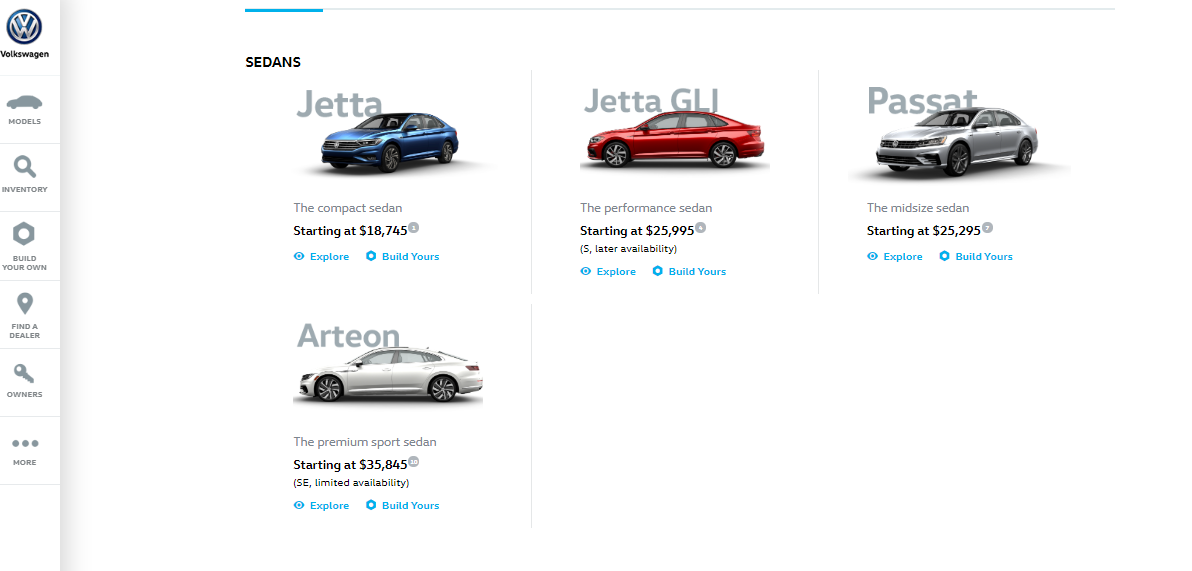 Volkswagen
MODELS
INVENTORY
BUILD
YOUR OWN
FIND A
DEALER
OWNERS
MORE
SEDANS
Jetta
The compact sedan
Starting at $18,745
Explore Build Yours
Jetta GLI
The performance sedan
Starting at $25,995
(S, later availability)
Explore Build Yours
Passat
The midsize sedan
Starting at $25,295 7
Explore Build Yours
Arteon
The premium sport sedan
Starting at $35,845 10
(SE, limited availability)
Explore Build Yours